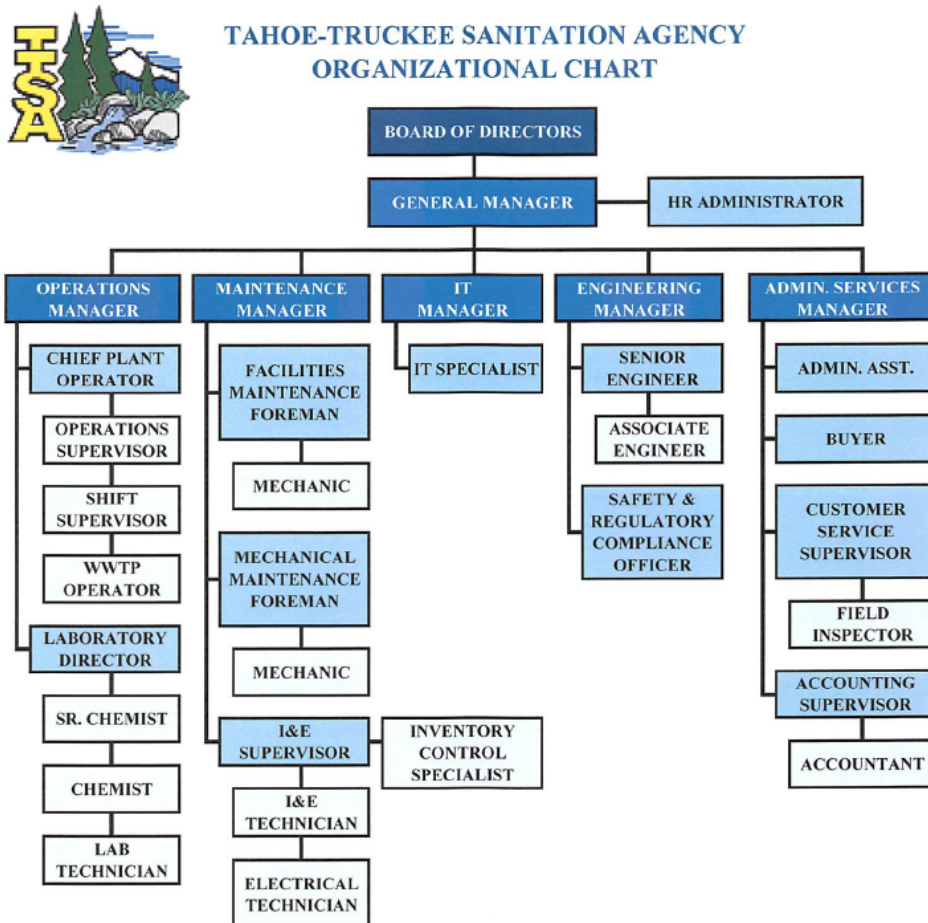 TTSA
TAHOE-TRUCKEE SANITATION AGENCY
ORGANIZATIONAL CHART
BOARD OF DIRECTORS
GENERAL MANAGER
HR ADMINISTRATOR
OPERATIONS
MANAGER
MAINTENANCE
MANAGER
IT
MANAGER
ENGINEERING
MANAGER
ADMIN. SERVICES
MANAGER
CHIEF PLANT
OPERATOR
OPERATIONS
SUPERVISOR
SHIFT
SUPERVISOR
WWTP
OPERATOR
LABORATORY
DIRECTOR
SR. CHEMIST
CHEMIST
LAB
TECHNICIAN
FACILITIES
MAINTENANCE
FOREMAN
MECHANIC
MECHANICAL
MAINTENANCE
FOREMAN
MECHANIC
I&E
SUPERVISOR
INVENTORY
CONTROL
SPECIALIST
I&E
TECHNICIAN
ELECTRICAL
TECHNICIAN
IT SPECIALIST
SENIOR
ENGINEER
ASSOCIATE
ENGINEER
SAFETY &
REGULATORY
COMPLIANCE
OFFICER
ADMIN. ASST.
BUYER
CUSTOMER
SERVICE
SUPERVISOR
FIELD
INSPECTOR
ACCOUNTING
SUPERVISOR
ACCOUNTANT